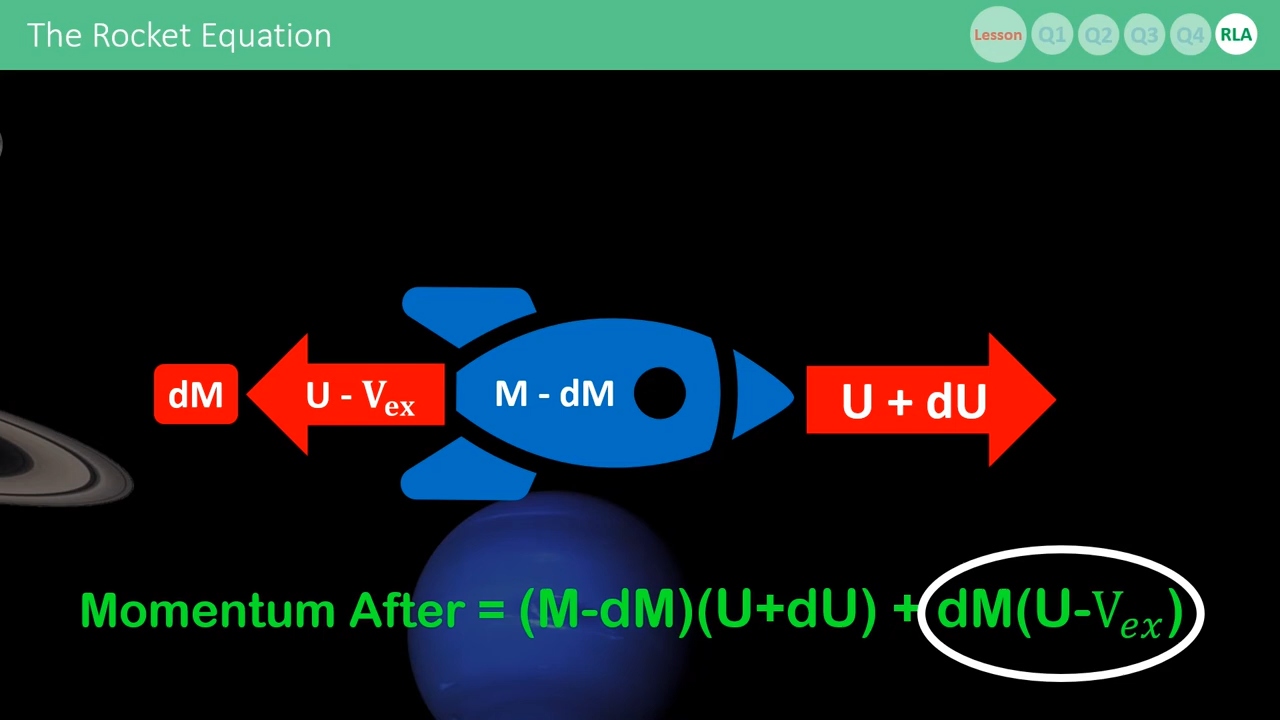 The Rocket Equation
Lesson Q1 Q2 Q3 Q4 RLA
dM U - Vₑₓ M - dM U + dU
Momentum After = (M-dM)(U+dU) + dM(U-Vₑₓ)